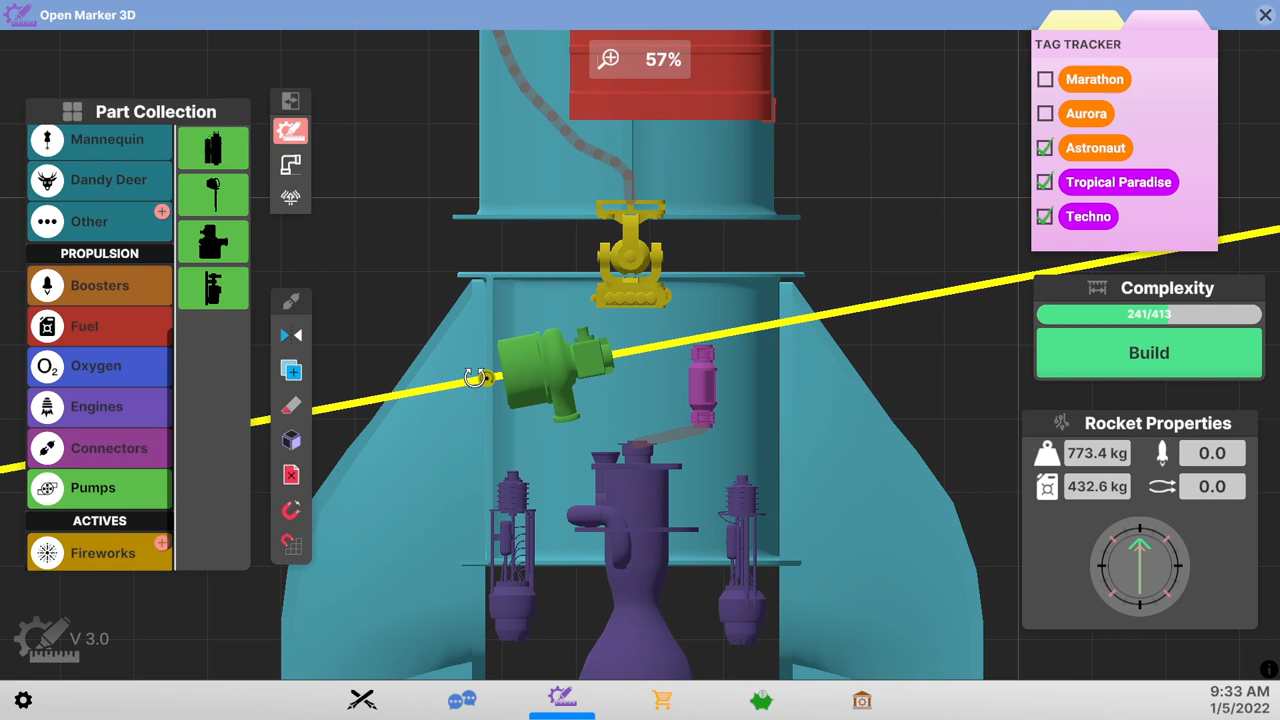 Open Marker 3D
57%
TAG TRACKER
Marathon
Aurora
Astronaut
Tropical Paradise
Techno
Part Collection
Mannequin
Dandy Deer
Other
PROPULSION
Boosters
Fuel
O2 Oxygen
Engines
Connectors
Pumps
ACTIVES
Fireworks
Complexity
241/413
Build
Rocket Properties
773.4 kg 0.0
432.6 kg 0.0
V 3.0
9:33 AM
1/5/2022